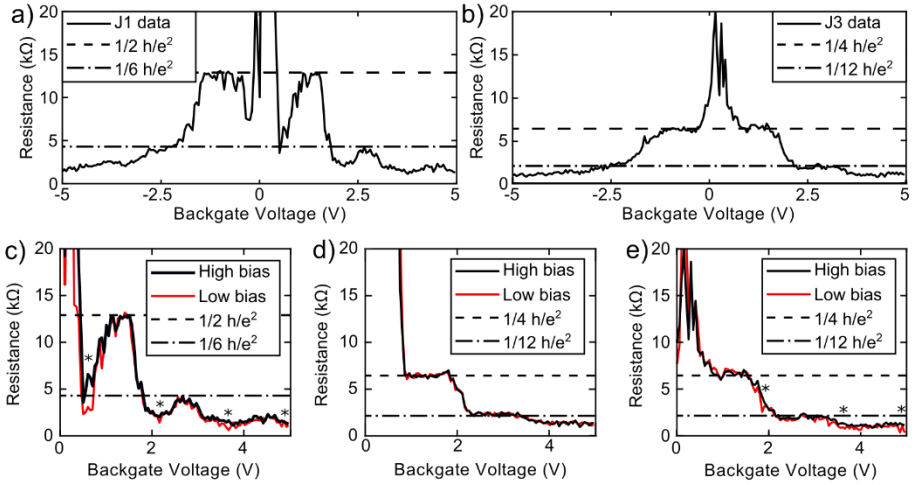 a)
Resistance (kΩ)
20
15
10
5
0
J1 data
1/2 h/e²
1/6 h/e²
-5
-2.5
0
2.5
5
Backgate Voltage (V)
b)
Resistance (kΩ)
20
15
10
5
0
J3 data
1/4 h/e²
1/12 h/e²
-5
-2.5
0
2.5
5
Backgate Voltage (V)
c)
Resistance (kΩ)
20
15
10
5
0
High bias
Low bias
1/2 h/e²
1/6 h/e²
*
*
*
*
0
2
4
Backgate Voltage (V)
d)
Resistance (kΩ)
20
15
10
5
0
High bias
Low bias
1/4 h/e²
1/12 h/e²
0
2
4
Backgate Voltage (V)
e)
Resistance (kΩ)
20
15
10
5
0
High bias
Low bias
1/4 h/e²
1/12 h/e²
*
*
*
0
2
4
Backgate Voltage (V)